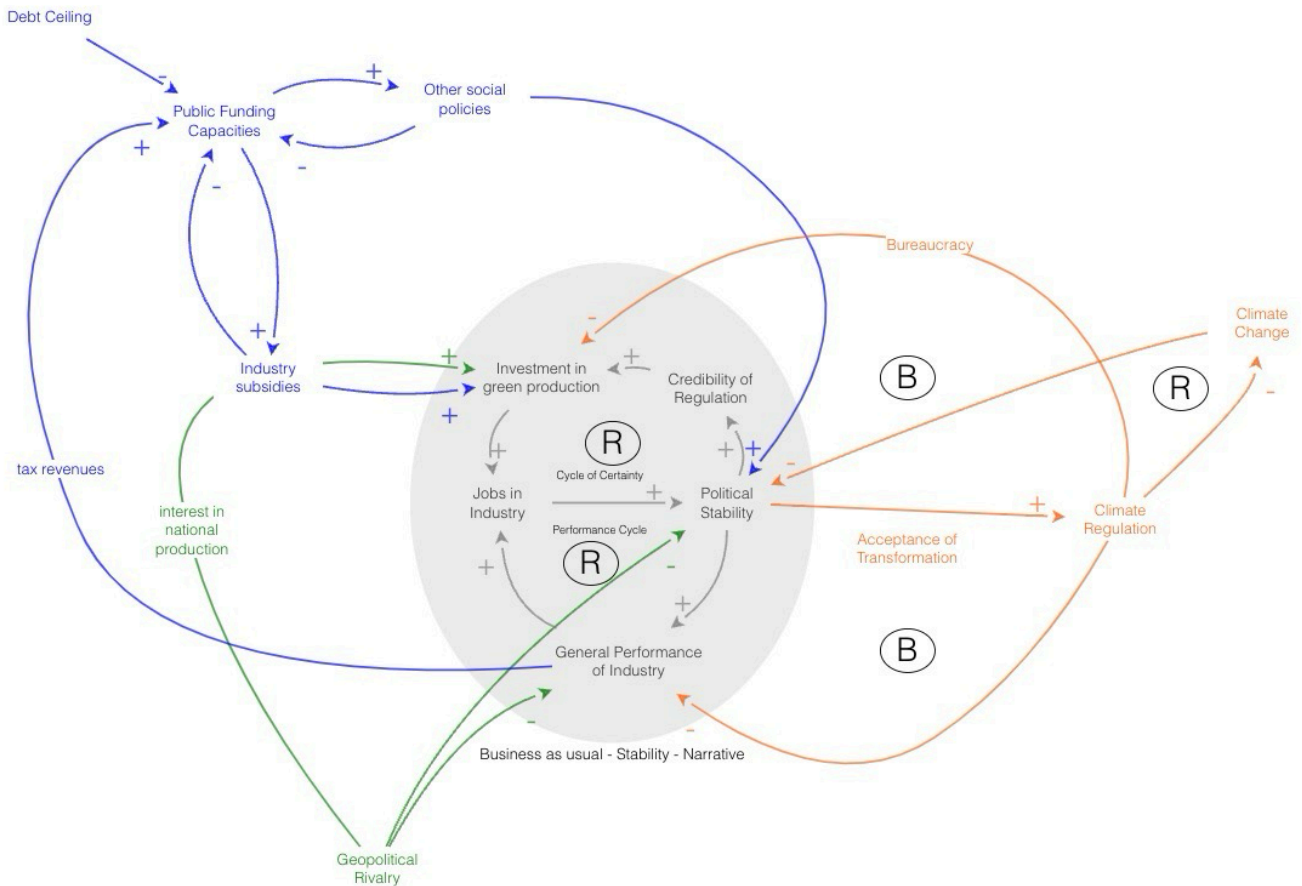 Debt Ceiling
-
+
Public Funding
Capacities
Other social
policies
+
-
-
Bureaucracy
-
+
Climate
Change
Industry
subsidies
+
+
Investment in
green production
+
Credibility of
Regulation
B
R
-
R
+
Cycle of Certainty
+
+
-
tax revenues
Jobs in
Industry
+
Political
Stability
+
Climate
Regulation
interest in
national
production
Performance Cycle
R
Acceptance of
Transformation
+
-
+
General Performance
of Industry
B
-
-
Business as usual - Stability - Narrative
Geopolitical
Rivalry